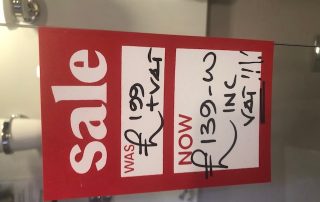 sale
WAS
£199
+VAT
NOW
£139-00
INC
VAT!!!